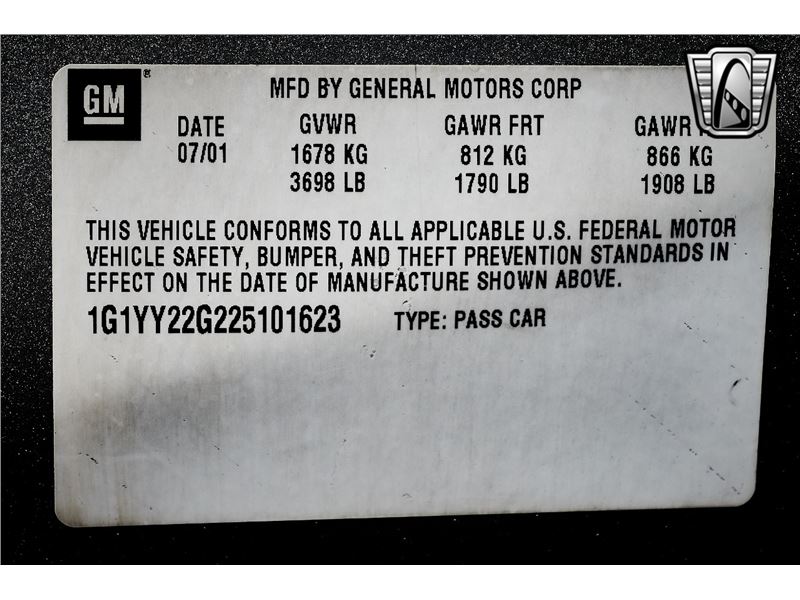 GM®
MFD BY GENERAL MOTORS CORP
DATE GVWR GAWR FRT GAWR
07/01 1678 KG 812 KG 866 KG
3698 LB 1790 LB 1908 LB
THIS VEHICLE CONFORMS TO ALL APPLICABLE U.S. FEDERAL MOTOR
VEHICLE SAFETY, BUMPER, AND THEFT PREVENTION STANDARDS IN
EFFECT ON THE DATE OF MANUFACTURE SHOWN ABOVE.
1G1YY22G225101623 TYPE: PASS CAR